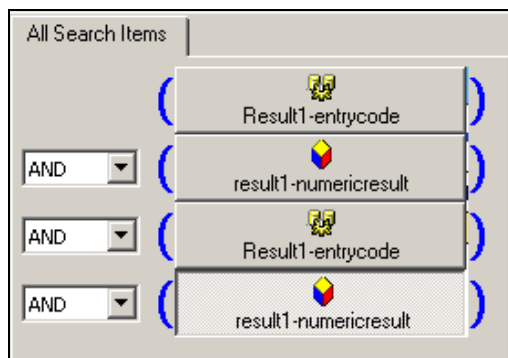 All Search Items
( Result1-entrycode )
AND ( result1-numericresult )
AND ( Result1-entrycode )
AND ( result1-numericresult )